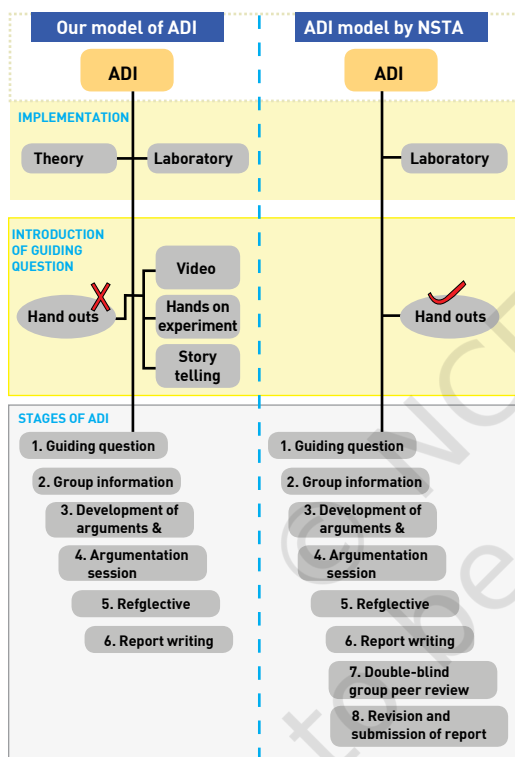 Our model of ADI
ADI model by NSTA
ADI
ADI
IMPLEMENTATION
Theory
Laboratory
Laboratory
INTRODUCTION
OF GUIDING
QUESTION
Hand outs
Video
Hands on
experiment
Story
telling
Hand outs
STAGES OF ADI
1. Guiding question
2. Group information
3. Development of
arguments &
4. Argumentation
session
5. Refglective
6. Report writing
1. Guiding question
2. Group information
3. Development of
arguments &
4. Argumentation
session
5. Refglective
6. Report writing
7. Double-blind
group peer review
8. Revision and
submission of report
© NCE
to be